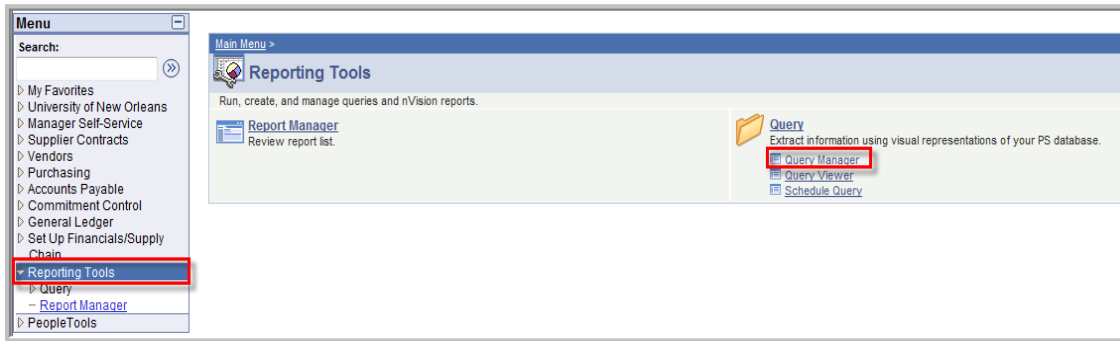 Menu
Search:
My Favorites
University of New Orleans
Manager Self-Service
Supplier Contracts
Vendors
Purchasing
Accounts Payable
Commitment Control
General Ledger
Set Up Financials/Supply
Chain
Reporting Tools
Query
Report Manager
PeopleTools
Main Menu >
Reporting Tools
Run, create, and manage queries and nVision reports.
Report Manager
Review report list.
Query
Extract information using visual representations of your PS database.
Query Manager
Query Viewer
Schedule Query